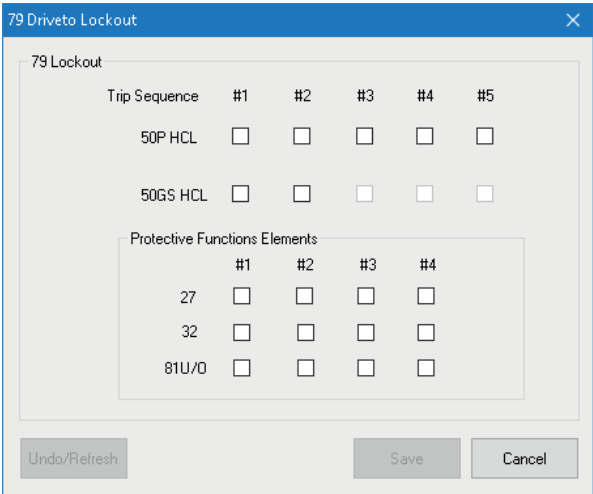 79 Driveto Lockout
79 Lockout
Trip Sequence #1 #2 #3 #4 #5
50P HCL
50GS HCL
Protective Functions Elements
#1 #2 #3 #4
27
32
81U/O
Undo/Refresh Save Cancel